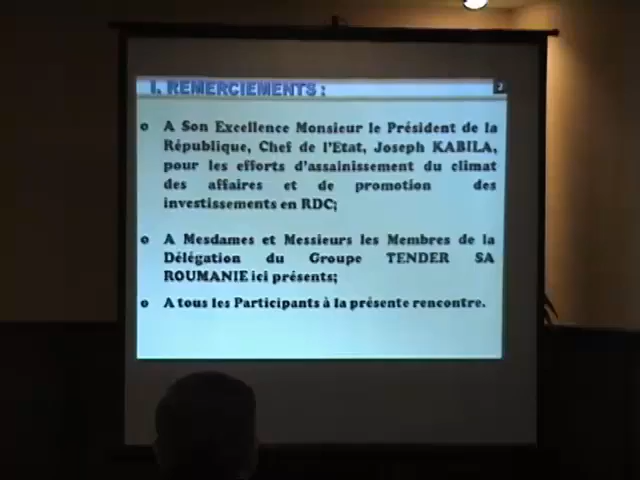 I. REMERCIEMENTS :
2
o A Son Excellence Monsieur le Président de la
République, Chef de l'Etat, Joseph KABILA,
pour les efforts d'assainissement du climat
des affaires et de promotion des
investissements en RDC;
o A Mesdames et Messieurs les Membres de la
Délégation du Groupe TENDER SA
ROUMANIE ici présents;
o A tous les Participants à la présente rencontre.